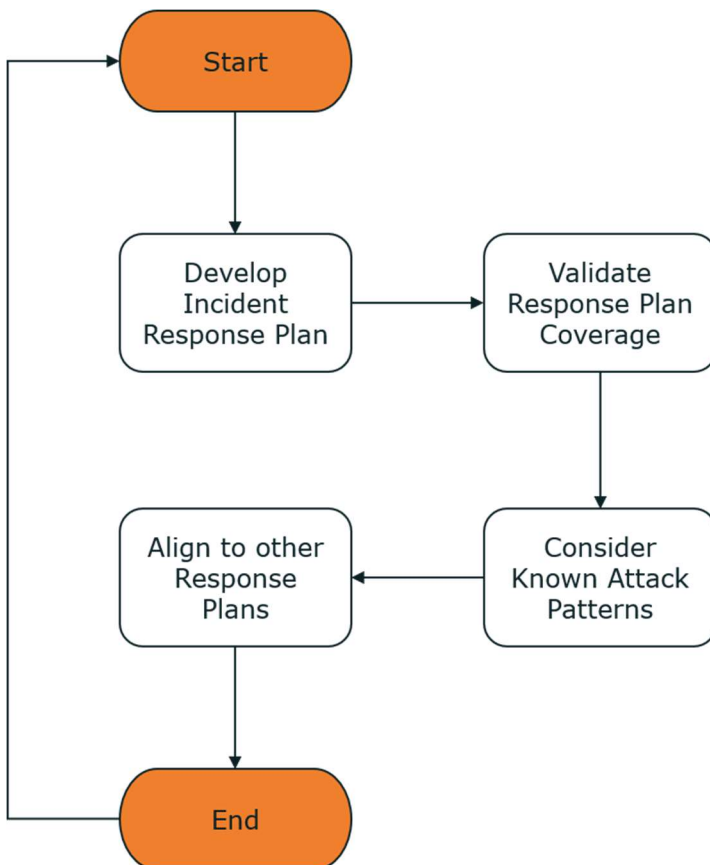 Start
Develop
Incident
Response Plan
Validate
Response Plan
Coverage
Consider
Known Attack
Patterns
Align to other
Response
Plans
End